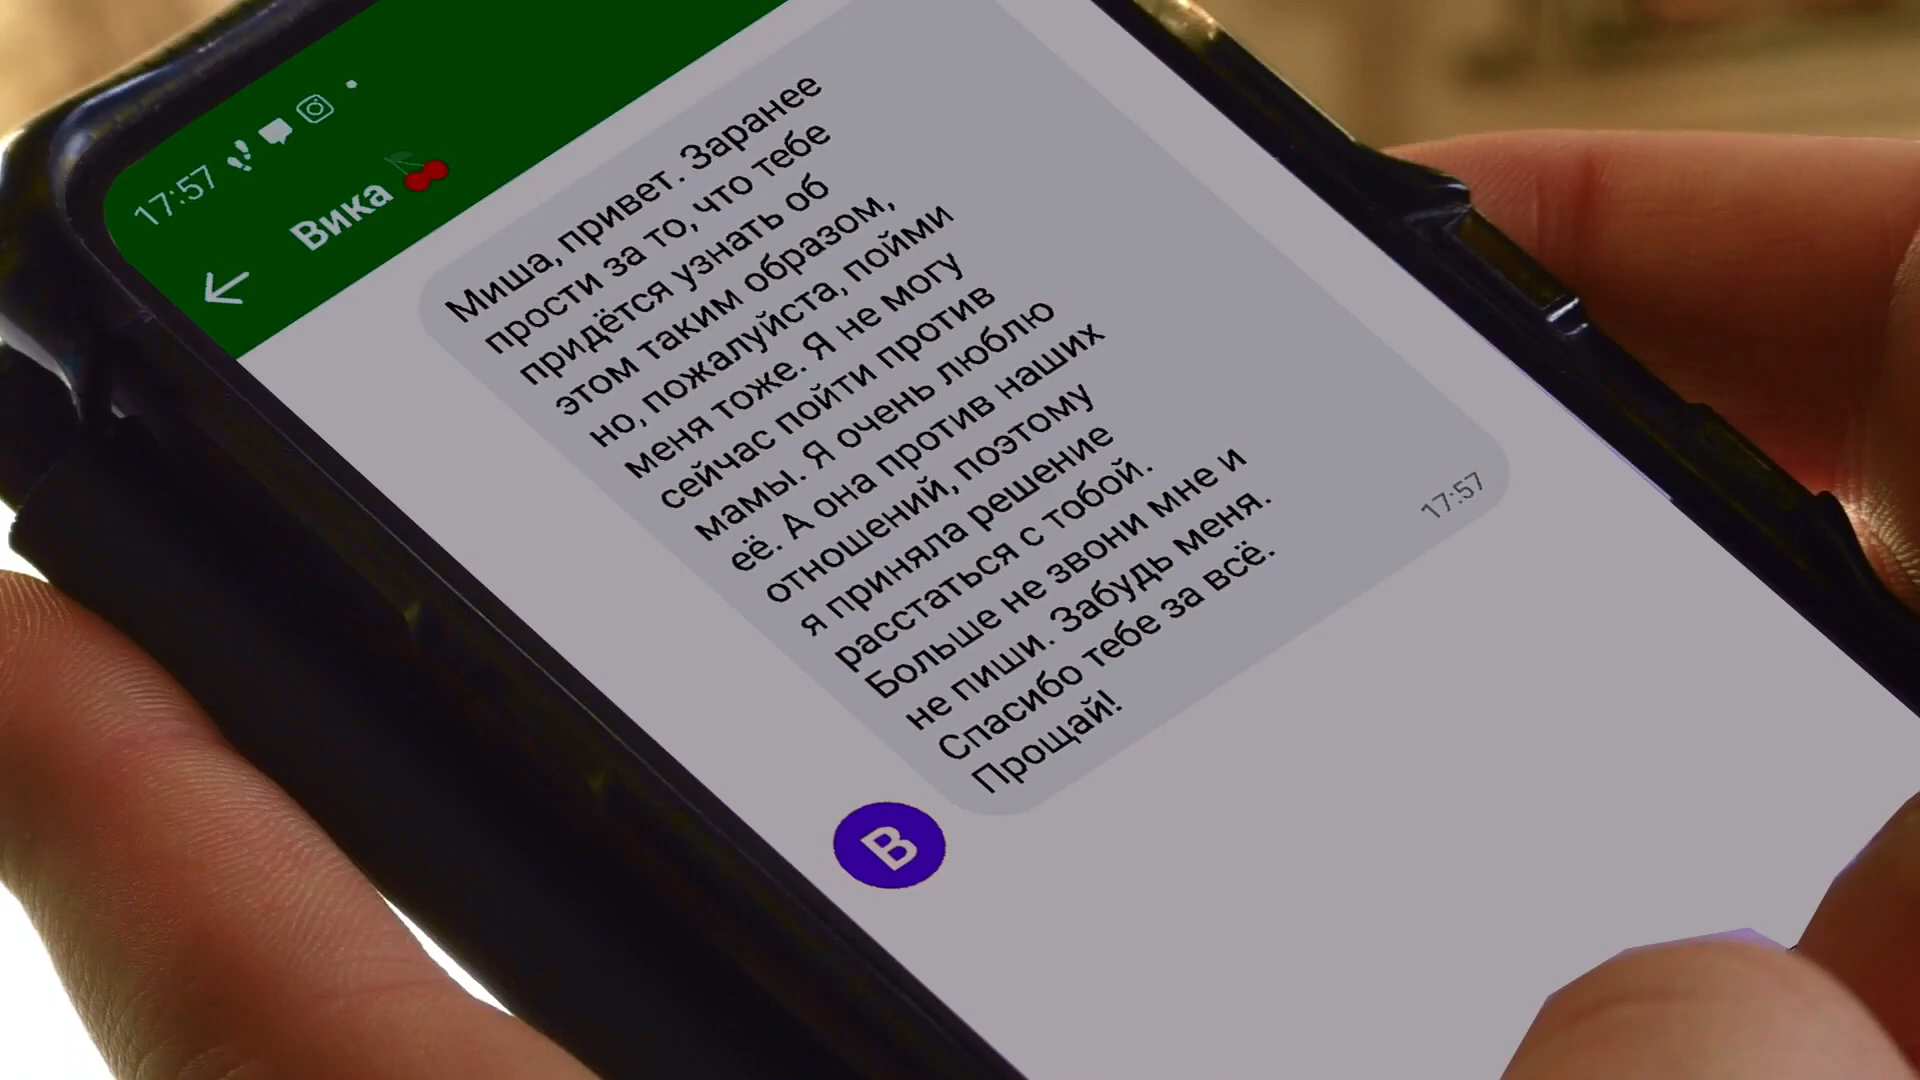 17:57
Вика 🍒
Миша, привет. Заранее
прости за то, что тебе
придётся узнать об
этом таким образом,
но, пожалуйста, пойми
меня тоже. Я не могу
сейчас пойти против
мамы. Я очень люблю
её. А она против наших
отношений, поэтому
я приняла решение
расстаться с тобой.
Больше не звони мне и
не пиши. Забудь меня.
Спасибо тебе за всё.
Прощай!
17:57
В